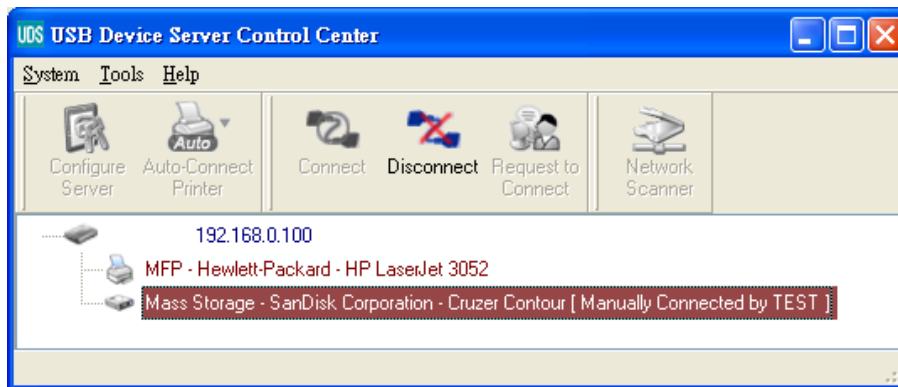 UDS USB Device Server Control Center
System Tools Help
Configure Server
Auto
Auto-Connect Printer
Connect
Disconnect
Request to Connect
Network Scanner
192.168.0.100
MFP - Hewlett-Packard - HP LaserJet 3052
Mass Storage - SanDisk Corporation - Cruzer Contour [ Manually Connected by TEST ]